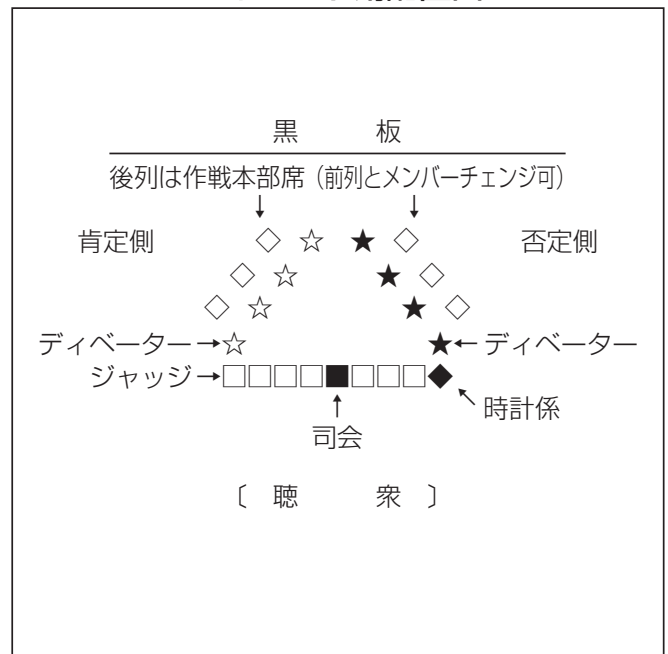 黒　　板
後列は作戦本部席（前列とメンバーチェンジ可）
肯定側
否定側
ディベーター
ディベーター
ジャッジ
時計係
司会
〔　聴　　衆　〕